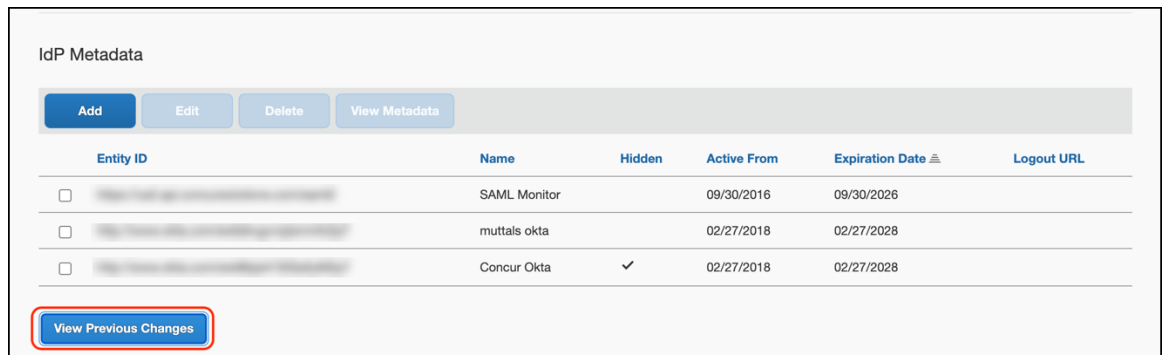 IdP Metadata
Add Edit Delete View Metadata
Entity ID Name Hidden Active From Expiration Date Logout URL
SAML Monitor 09/30/2016 09/30/2026
muttals okta 02/27/2018 02/27/2028
Concur Okta 02/27/2018 02/27/2028
View Previous Changes